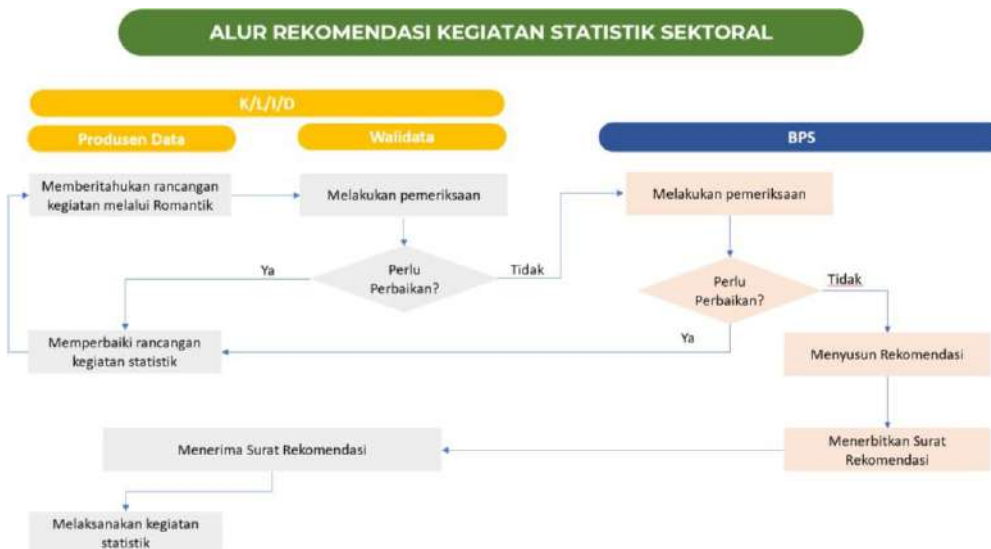 ALUR REKOMENDASI KEGIATAN STATISTIK SEKTORAL
K/L/I/D
Produsen Data
Walidata
BPS
Memberitahukan rancangan
kegiatan melalui Romantik
Melakukan pemeriksaan
Melakukan pemeriksaan
Ya
Perlu
Perbaikan?
Tidak
Perlu
Perbaikan?
Tidak
Memperbaiki rancangan
kegiatan statistik
Ya
Menyusun Rekomendasi
Menerima Surat Rekomendasi
Menerbitkan Surat
Rekomendasi
Melaksanakan kegiatan
statistik